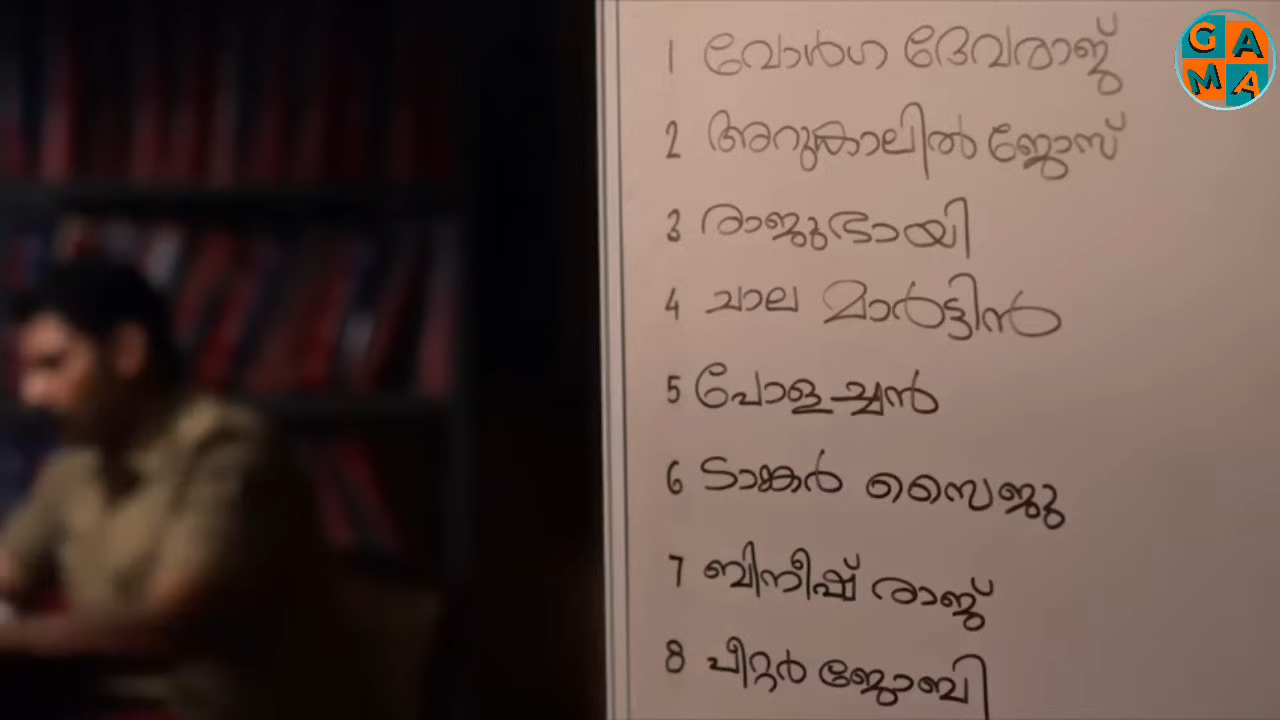 GAMA
1 വോർഗ ദേവരാജ്
2 അറുകാലിൽ ജോസ്
3 രാജുഭായി
4 ചാല മാർട്ടിൻ
5 പോളച്ചൻ
6 ടാങ്കർ സൈജു
7 ബിനീഷ് രാജ്
8 പീറ്റർ ജോബി